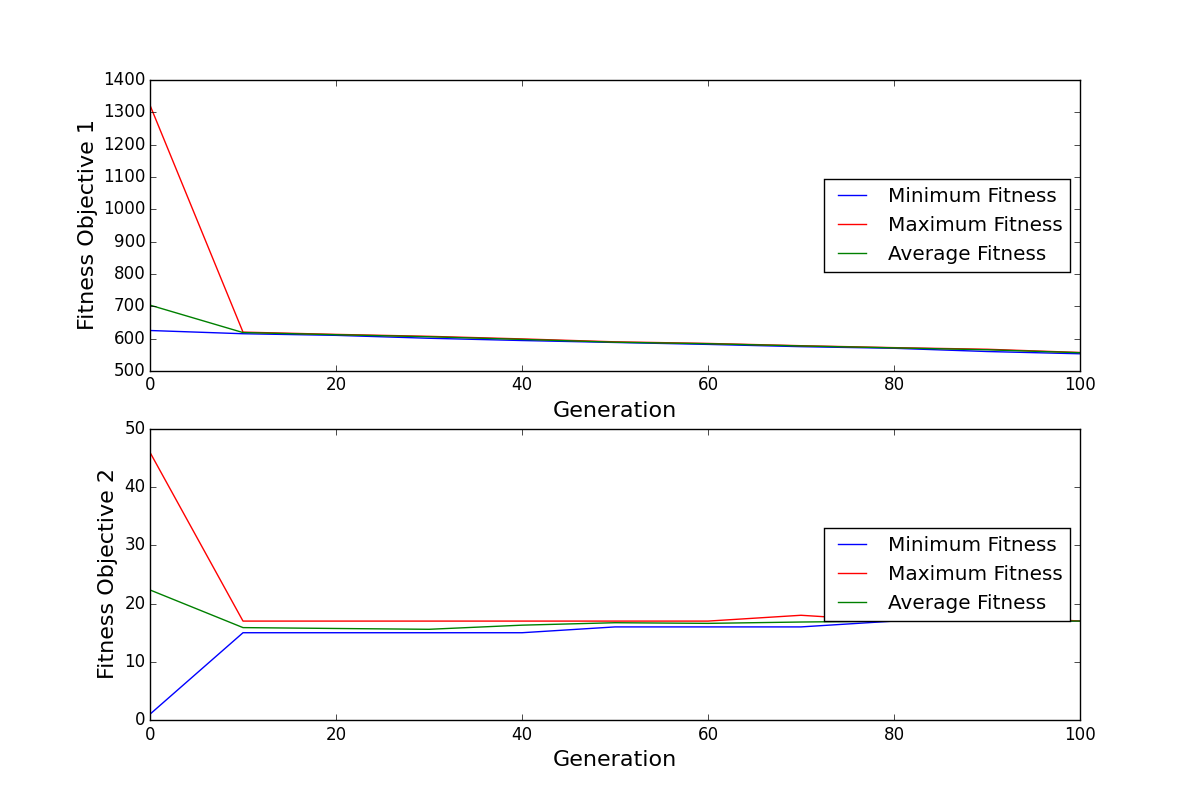 1400
1300
1200
1100
1000
900
800
700
600
500
Fitness Objective 1
Minimum Fitness
Maximum Fitness
Average Fitness
0 20 40 60 80 100
Generation
50
40
30
20
10
0
Fitness Objective 2
Minimum Fitness
Maximum Fitness
Average Fitness
0 20 40 60 80 100
Generation